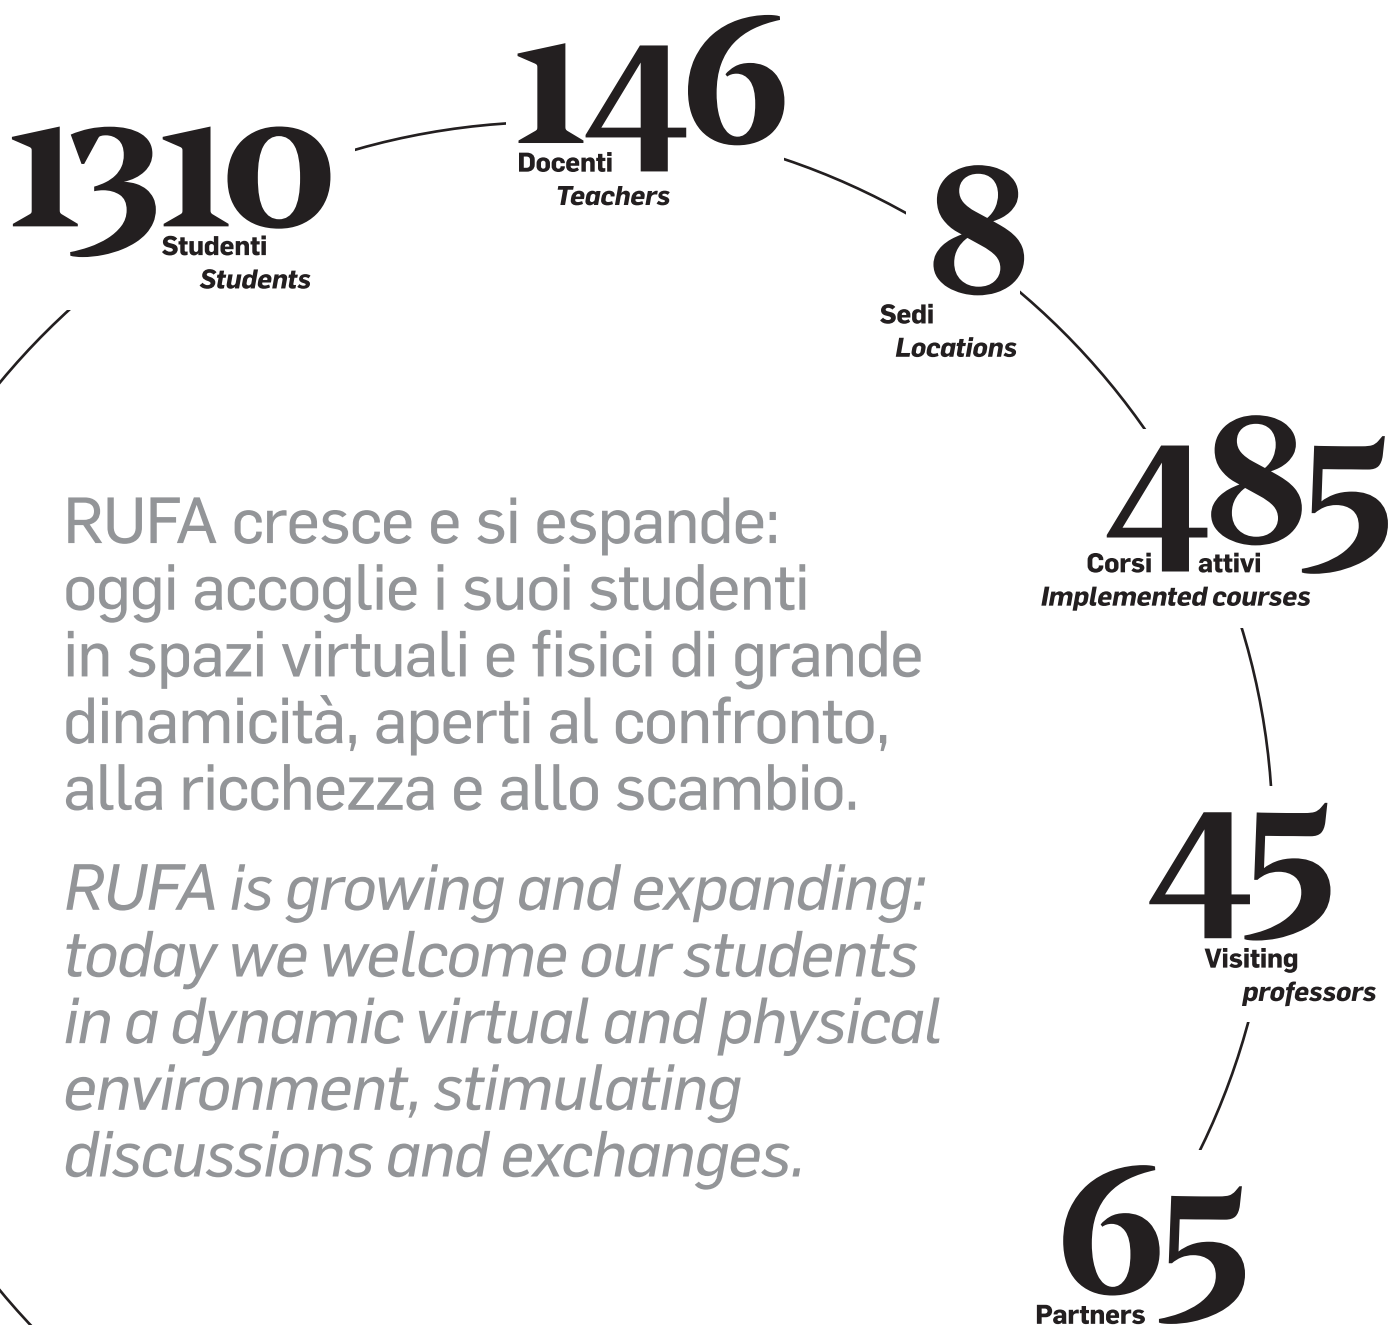 1310
Studenti
Students
146
Docenti
Teachers
8
Sedi
Locations
485
Corsi attivi
Implemented courses
45
Visiting
professors
65
Partners
RUFA cresce e si espande:
oggi accoglie i suoi studenti
in spazi virtuali e fisici di grande
dinamicità, aperti al confronto,
alla ricchezza e allo scambio.
RUFA is growing and expanding:
today we welcome our students
in a dynamic virtual and physical
environment, stimulating
discussions and exchanges.